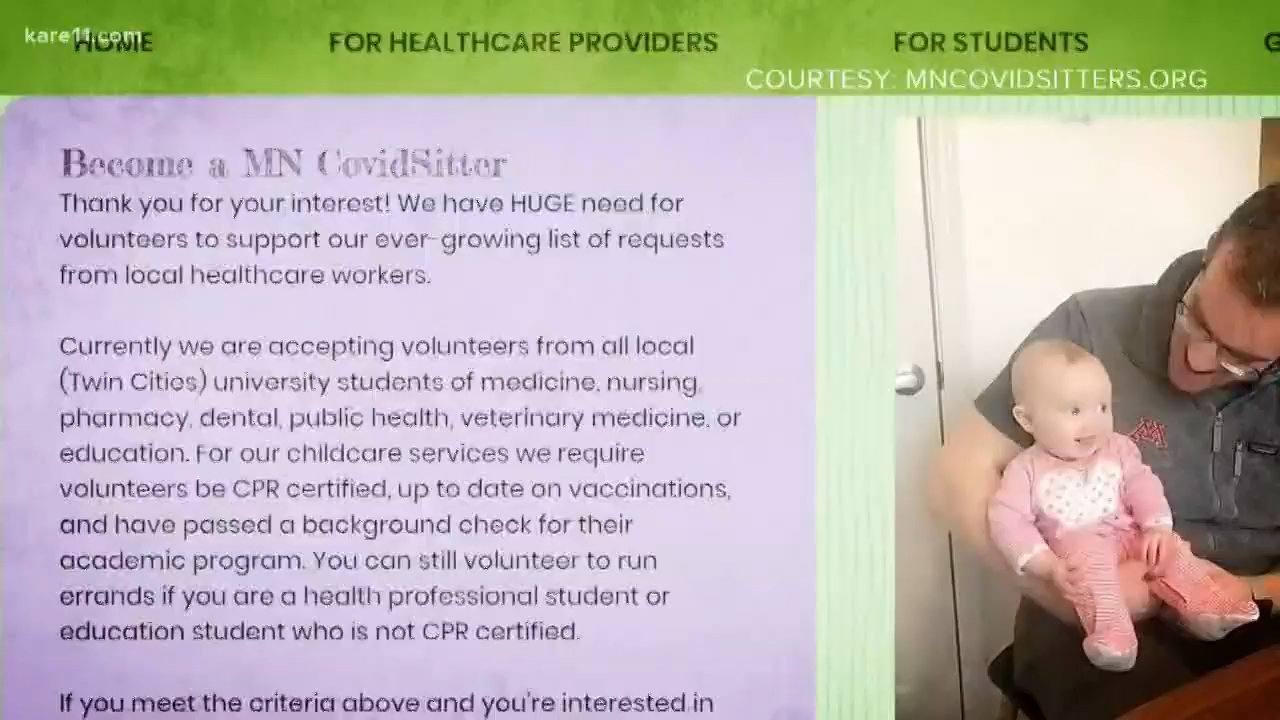 kare11.com
HOME FOR HEALTHCARE PROVIDERS FOR STUDENTS G
COURTESY: MNCOVIDSITTERS.ORG
Become a MN CovidSitter
Thank you for your interest! We have HUGE need for
volunteers to support our ever-growing list of requests
from local healthcare workers.
Currently we are accepting volunteers from all local
(Twin Cities) university students of medicine, nursing,
pharmacy, dental, public health, veterinary medicine, or
education. For our childcare services we require
volunteers be CPR certified, up to date on vaccinations,
and have passed a background check for their
academic program. You can still volunteer to run
errands if you are a health professional student or
education student who is not CPR certified.
If you meet the criteria above and you're interested in
M